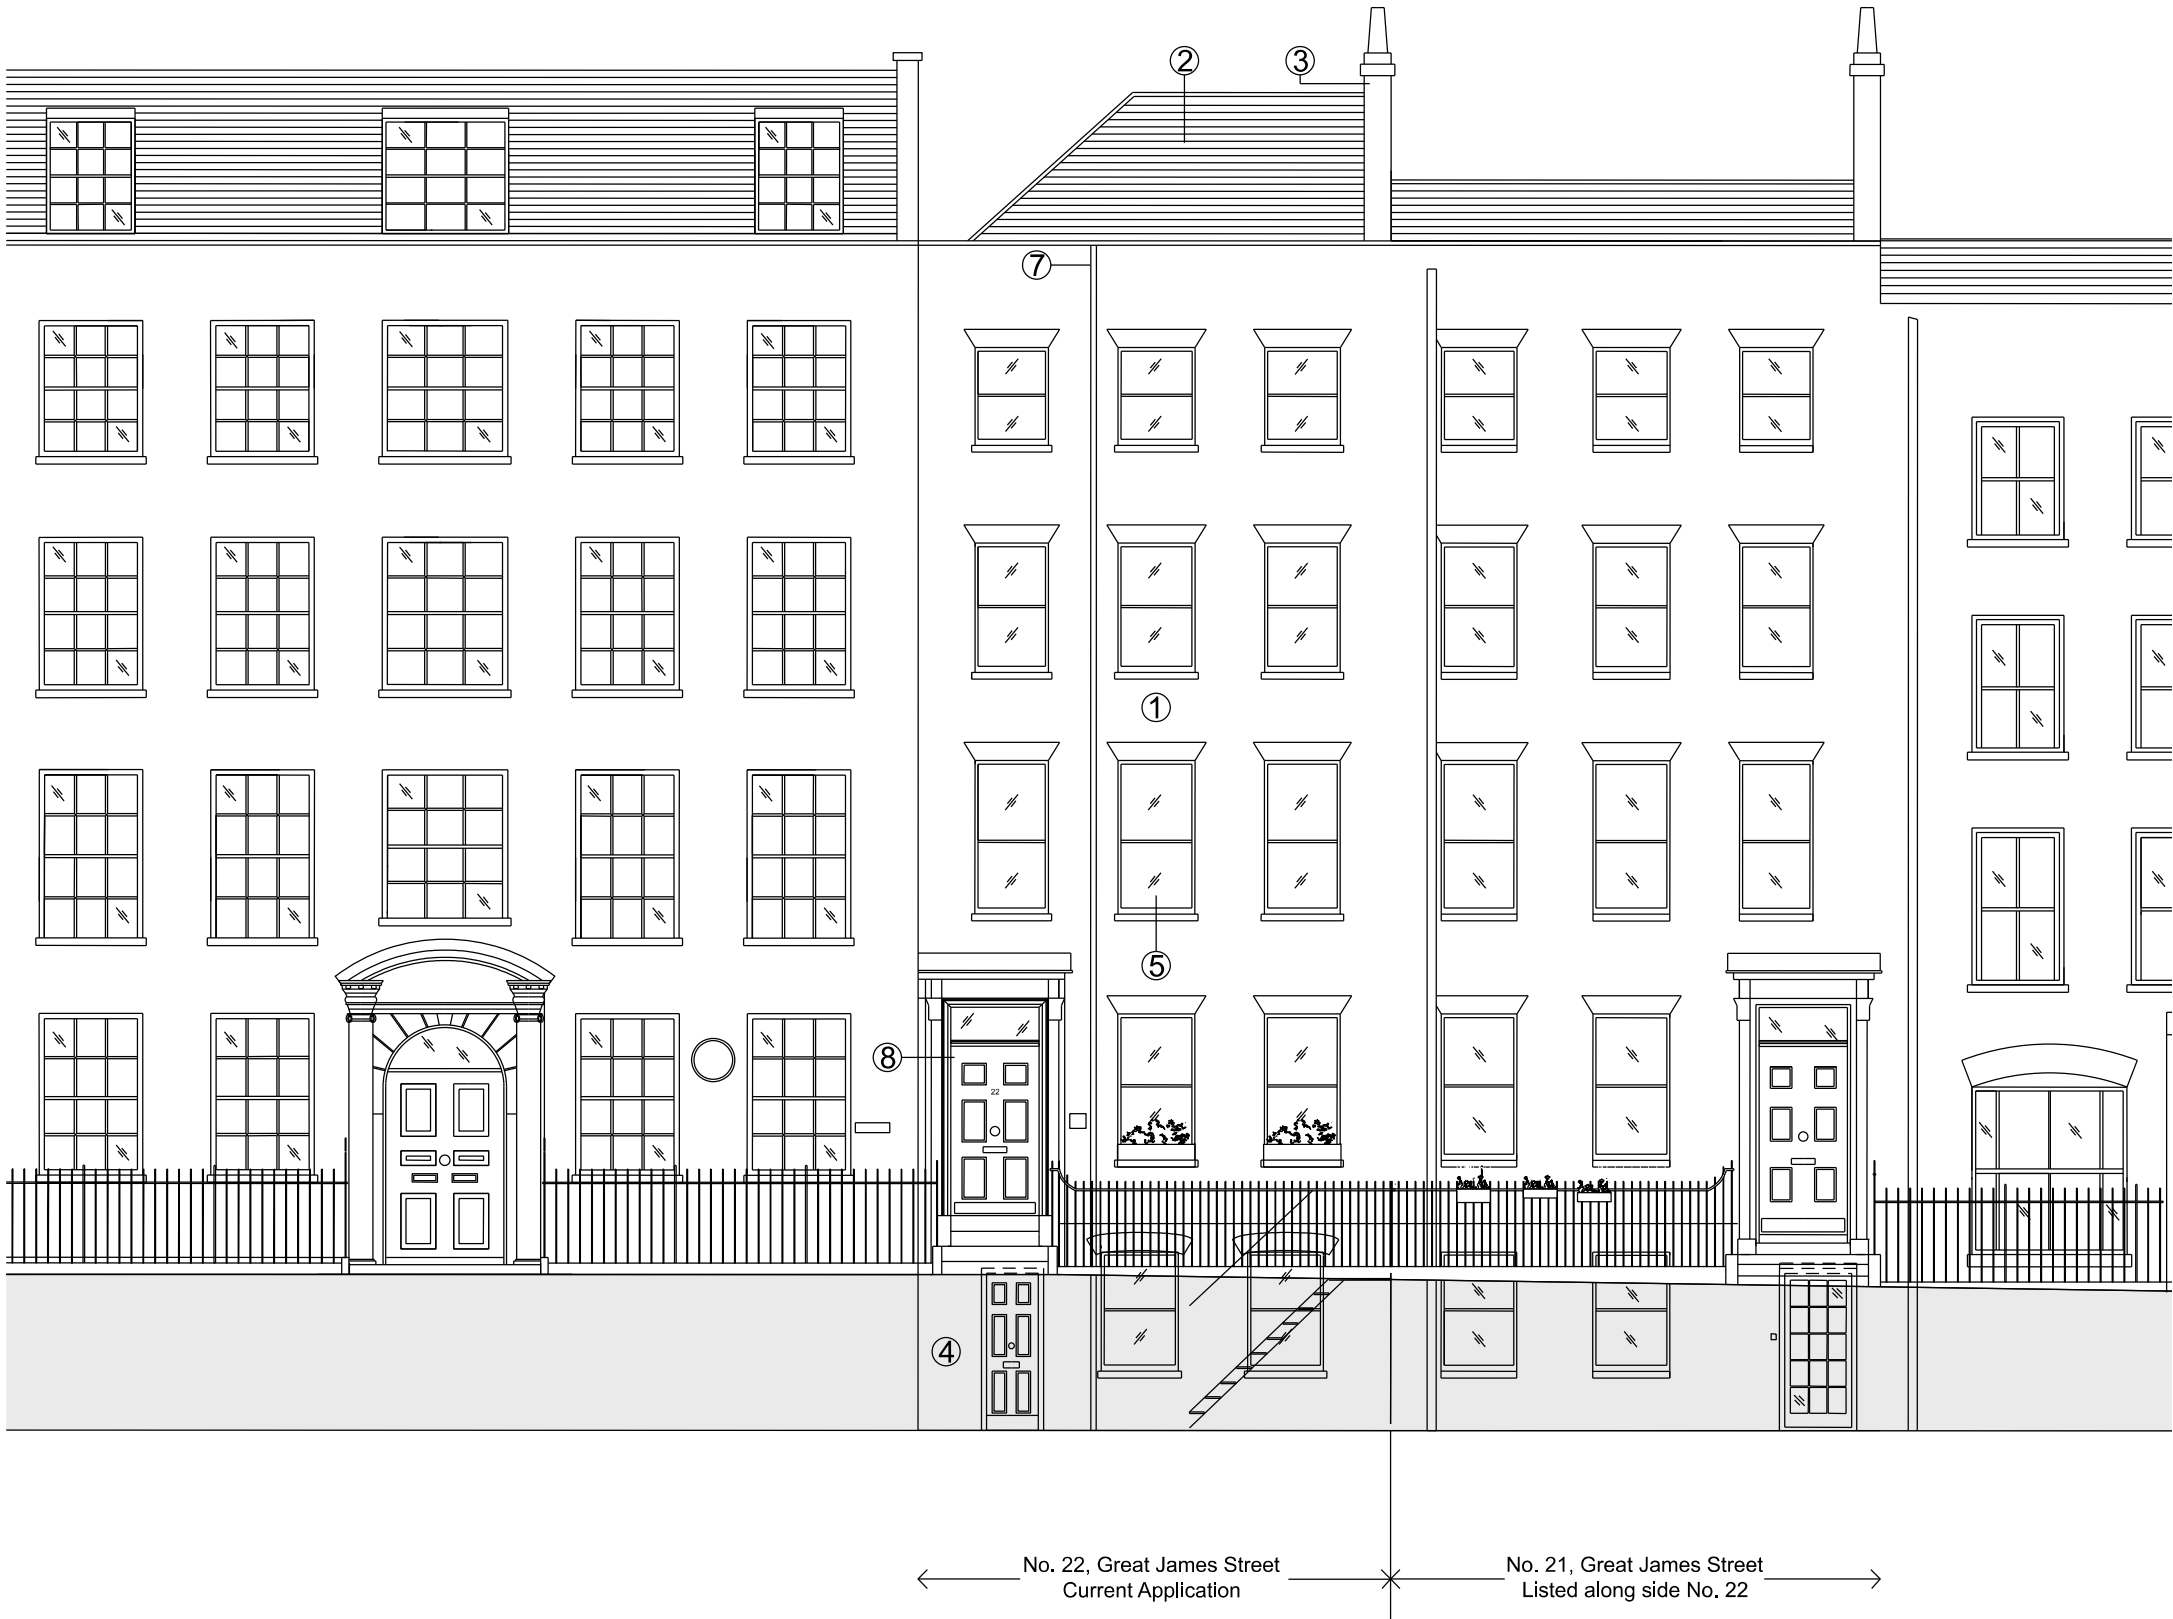 ②
③
⑦
①
⑤
⑧
22
④
No. 22, Great James Street
Current Application
No. 21, Great James Street
Listed along side No. 22